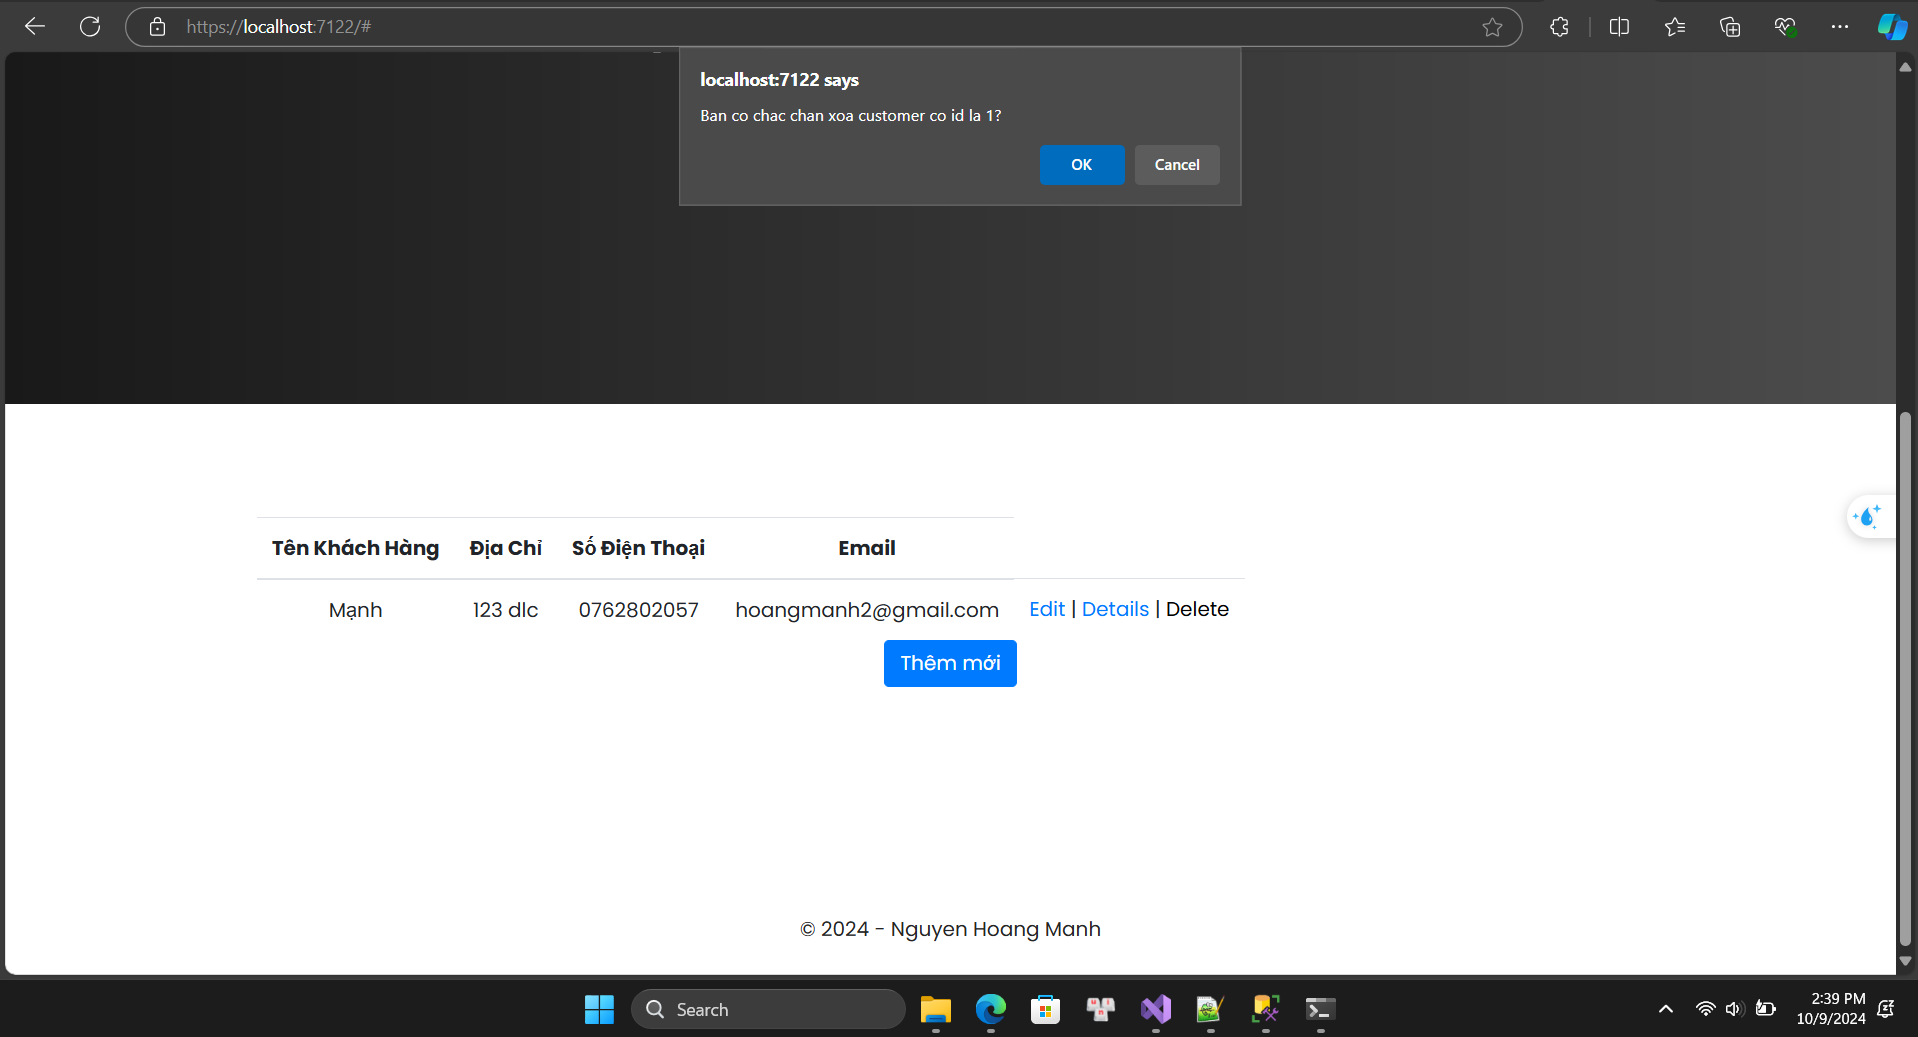 https://localhost:7122/#
localhost:7122 says
Ban co chac chan xoa customer co id la 1?
OK Cancel
Tên Khách Hàng Địa Chỉ Số Điện Thoại Email
Mạnh 123 dlc 0762802057 hoangmanh2@gmail.com Edit | Details | Delete
Thêm mới
© 2024 - Nguyen Hoang Manh
Search
2:39 PM
10/9/2024